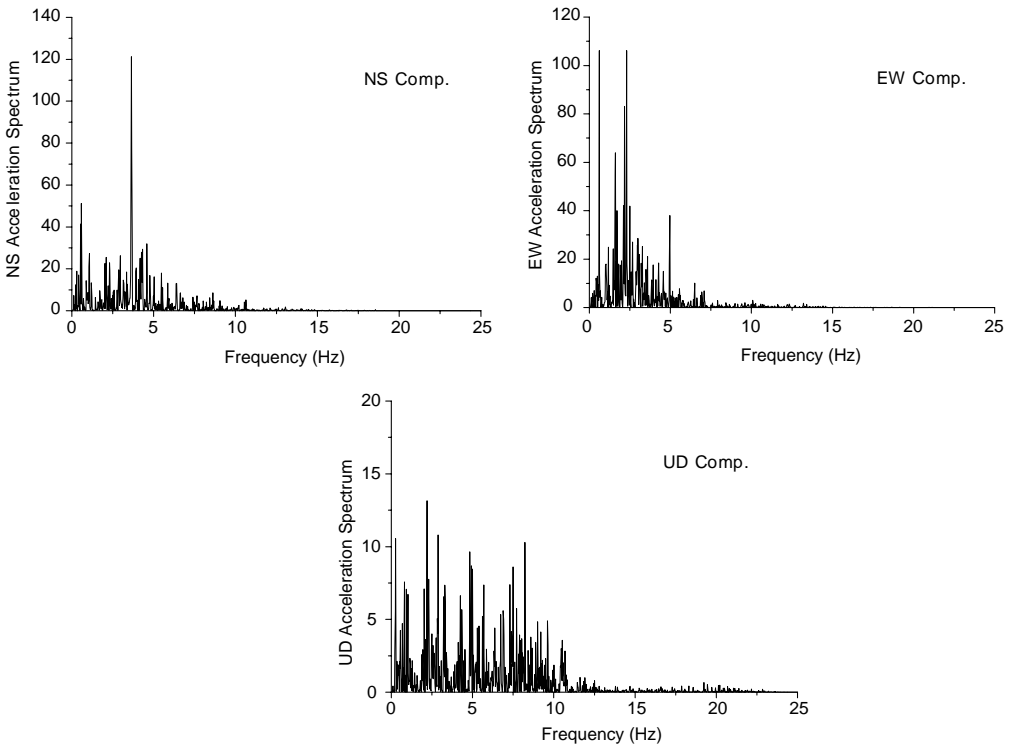 140
120
100
80
60
40
20
0
0 5 10 15 20 25
NS Acceleration Spectrum
NS Comp.
Frequency (Hz)
120
100
80
60
40
20
0
0 5 10 15 20 25
EW Acceleration Spectrum
EW Comp.
Frequency (Hz)
20
15
10
5
0
0 5 10 15 20 25
UD Acceleration Spectrum
UD Comp.
Frequency (Hz)